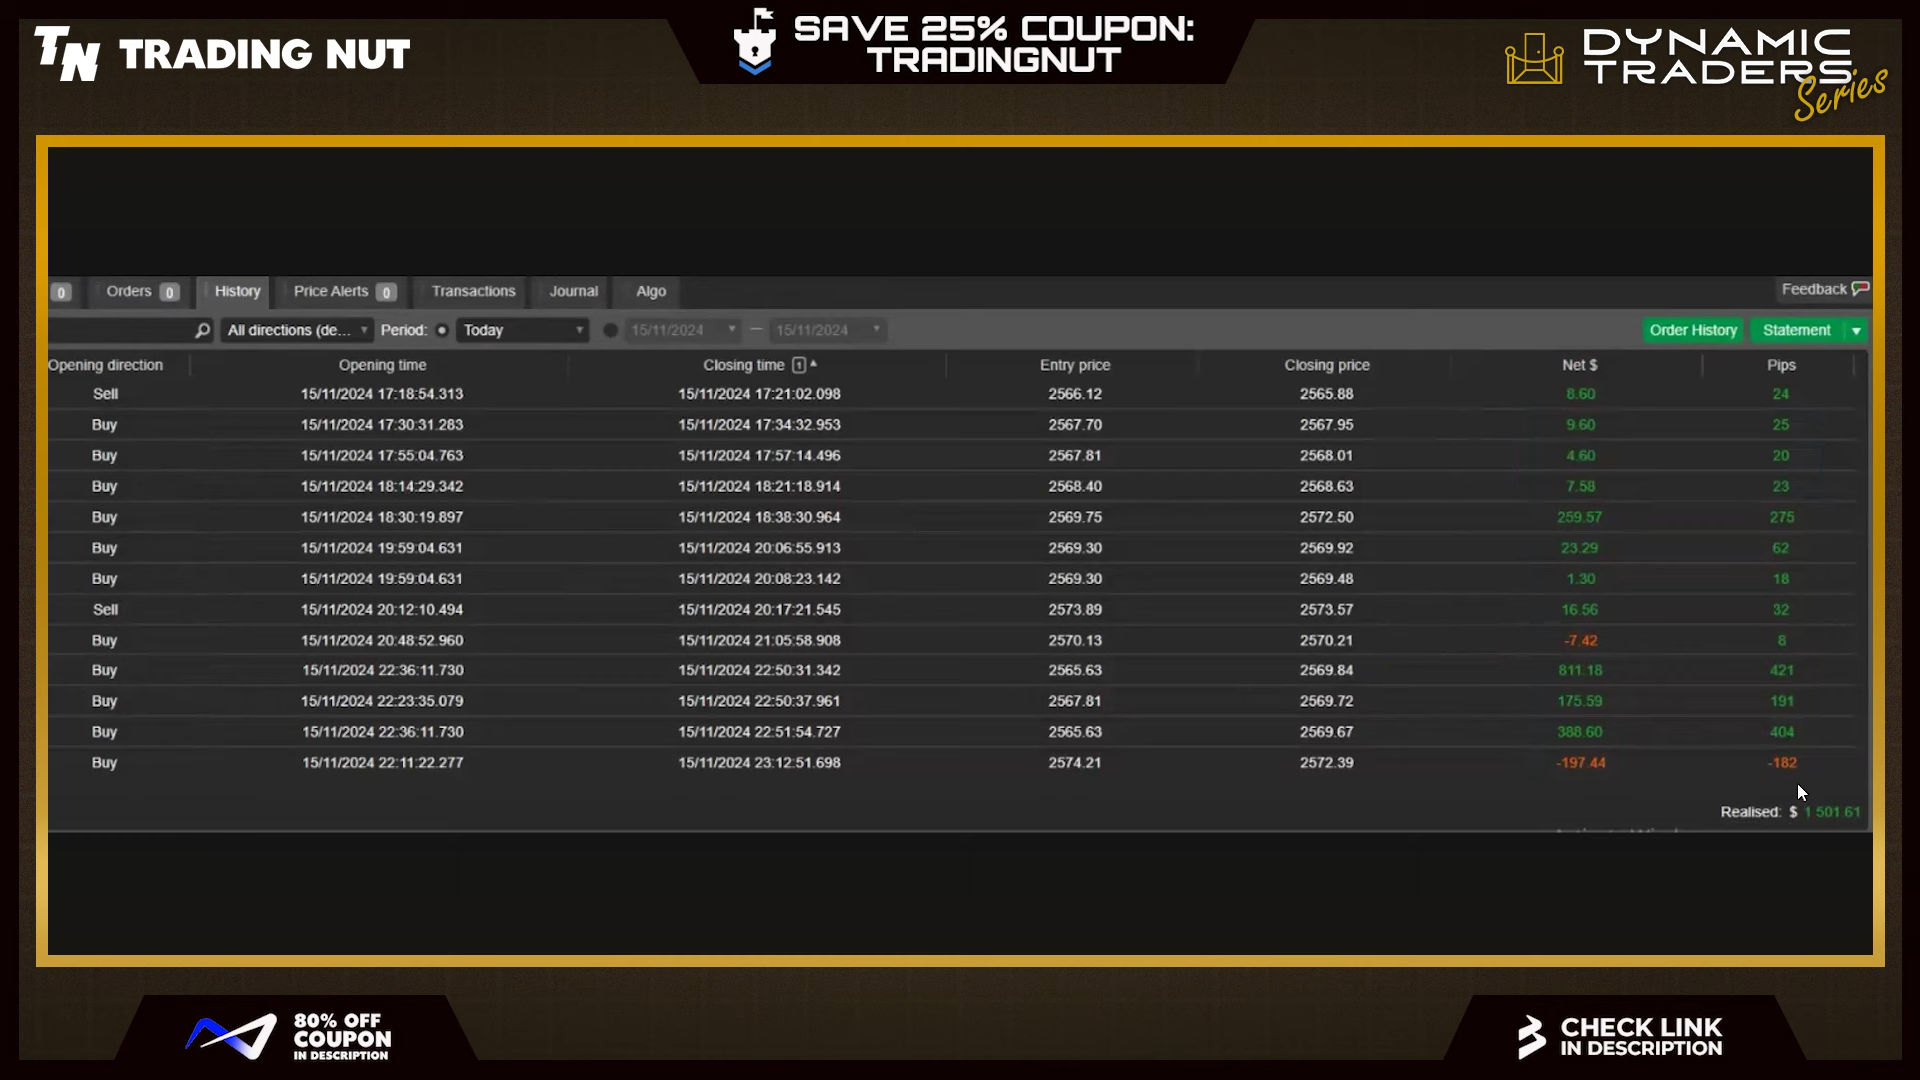 TN TRADING NUT
SAVE 25% COUPON:
TRADINGNUT
DYNAMIC
TRADERS
Series
0 Orders 0 History Price Alerts 0 Transactions Journal Algo Feedback
All directions (de... Period: Today 15/11/2024 — 15/11/2024 Order History Statement
Opening direction Opening time Closing time 1 Entry price Closing price Net $ Pips
Sell 15/11/2024 17:18:54.313 15/11/2024 17:21:02.098 2566.12 2565.88 8.60 24
Buy 15/11/2024 17:30:31.283 15/11/2024 17:34:32.953 2567.70 2567.95 9.60 25
Buy 15/11/2024 17:55:04.763 15/11/2024 17:57:14.496 2567.81 2568.01 4.60 20
Buy 15/11/2024 18:14:29.342 15/11/2024 18:21:18.914 2568.40 2568.63 7.58 23
Buy 15/11/2024 18:30:19.897 15/11/2024 18:38:30.964 2569.75 2572.50 259.57 275
Buy 15/11/2024 19:59:04.631 15/11/2024 20:06:55.913 2569.30 2569.92 23.29 62
Buy 15/11/2024 19:59:04.631 15/11/2024 20:08:23.142 2569.30 2569.48 1.30 18
Sell 15/11/2024 20:12:10.494 15/11/2024 20:17:21.545 2573.89 2573.57 16.56 32
Buy 15/11/2024 20:48:52.960 15/11/2024 21:05:58.908 2570.13 2570.21 -7.42 8
Buy 15/11/2024 22:36:11.730 15/11/2024 22:50:31.342 2565.63 2569.84 811.18 421
Buy 15/11/2024 22:23:35.079 15/11/2024 22:50:37.961 2567.81 2569.72 175.59 191
Buy 15/11/2024 22:36:11.730 15/11/2024 22:51:54.727 2565.63 2569.67 388.60 404
Buy 15/11/2024 22:11:22.277 15/11/2024 23:12:51.698 2574.21 2572.39 -197.44 -182
Realised: $ 1 501.61
80% OFF
COUPON
IN DESCRIPTION
CHECK LINK
IN DESCRIPTION